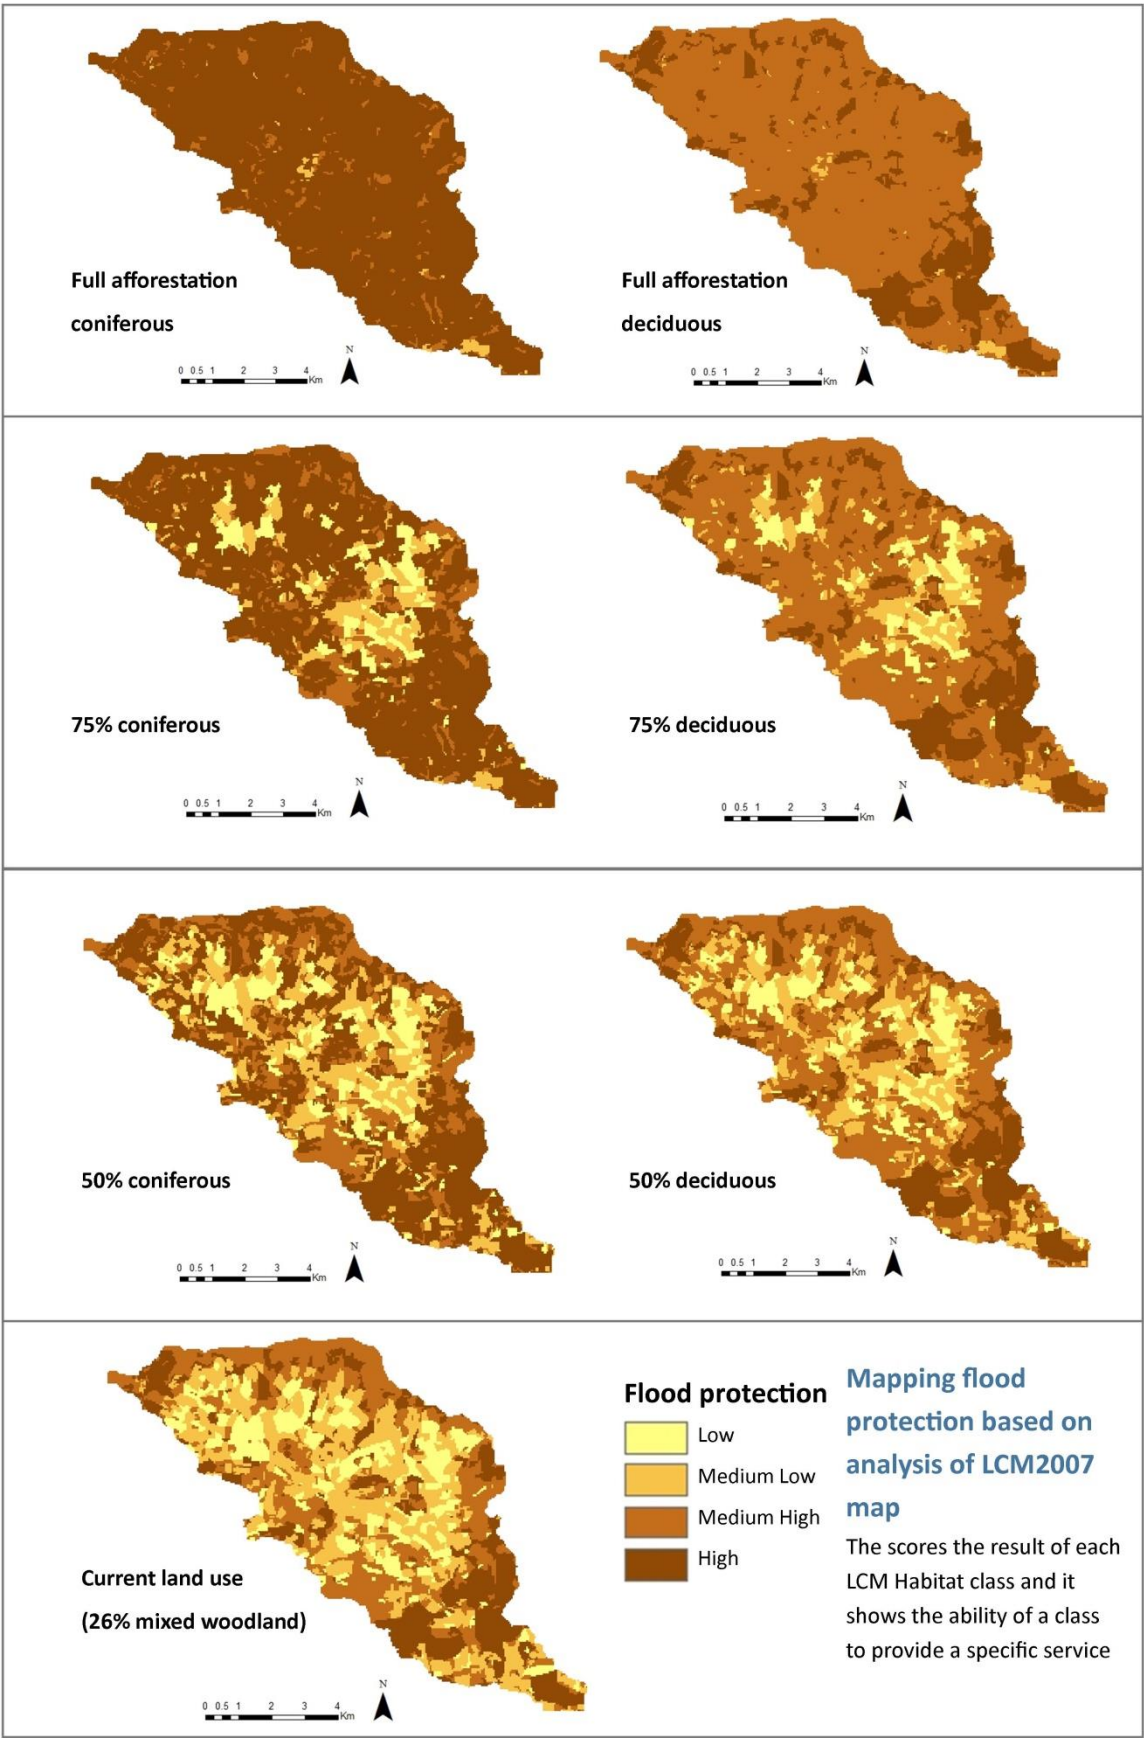 N
Full afforestation
coniferous
0 0.5 1 2 3 4
Km
N
Full afforestation
deciduous
0 0.5 1 2 3 4
Km
N
75% coniferous
0 0.5 1 2 3 4
Km
N
75% deciduous
0 0.5 1 2 3 4
Km
N
50% coniferous
0 0.5 1 2 3 4
Km
N
50% deciduous
0 0.5 1 2 3 4
Km
N
Current land use
(26% mixed woodland)
0 0.5 1 2 3 4
Km
Flood protection
Low
Medium Low
Medium High
High
Mapping flood
protection based on
analysis of LCM2007
map
The scores the result of each
LCM Habitat class and it
shows the ability of a class
to provide a specific service